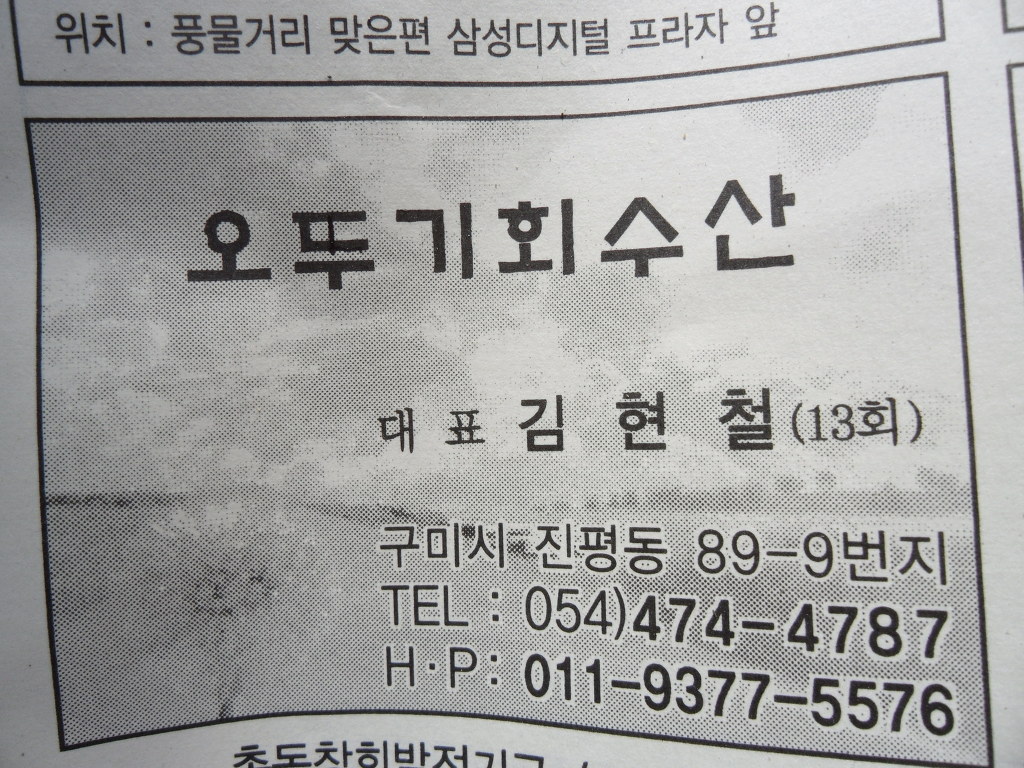 위치 : 풍물거리 맞은편 삼성디지털 프라자 앞
오뚜기회수산
대 표 김 현 철 (13회)
구미시 진평동 89-9번지
TEL : 054)474-4787
H·P: 011-9377-5576